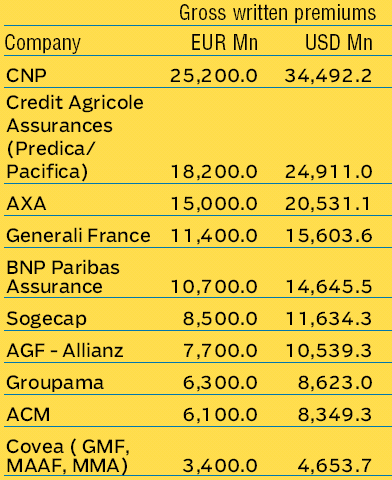 Gross written premiums
Company EUR Mn USD Mn
CNP 25,200.0 34,492.2
Credit Agricole
Assurances
(Predica/
Pacifica) 18,200.0 24,911.0
AXA 15,000.0 20,531.1
Generali France 11,400.0 15,603.6
BNP Paribas
Assurance 10,700.0 14,645.5
Sogecap 8,500.0 11,634.3
AGF - Allianz 7,700.0 10,539.3
Groupama 6,300.0 8,623.0
ACM 6,100.0 8,349.3
Covea ( GMF,
MAAF, MMA) 3,400.0 4,653.7